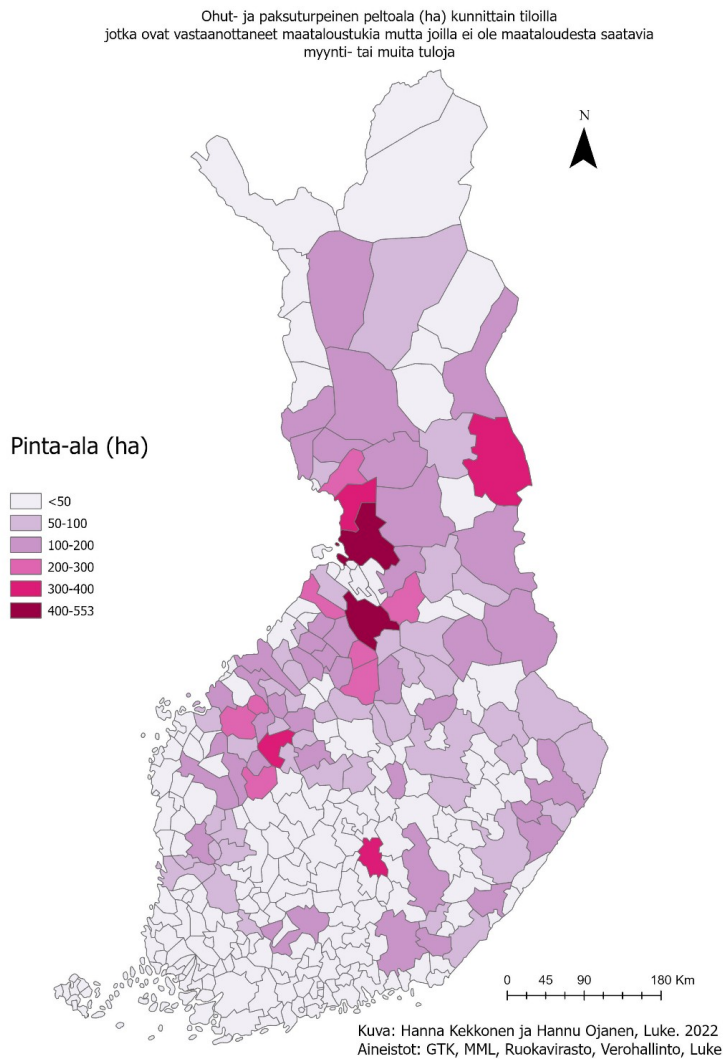 Ohut- ja paksuturpeinen peltoala (ha) kunnittain tiloilla
jotka ovat vastaanottaneet maataloustukia mutta joilla ei ole maataloudesta saatavia
myynti- tai muita tuloja
N
Pinta-ala (ha)
<50
50-100
100-200
200-300
300-400
400-553
0 45 90 180 Km
Kuva: Hanna Kekkonen ja Hannu Ojanen, Luke. 2022
Aineistot: GTK, MML, Ruokavirasto, Verohallinto, Luke